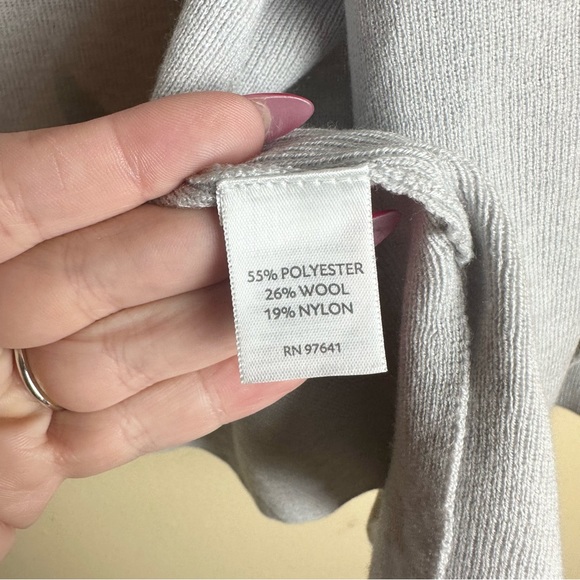 55% POLYESTER
26% WOOL
19% NYLON
RN 97641